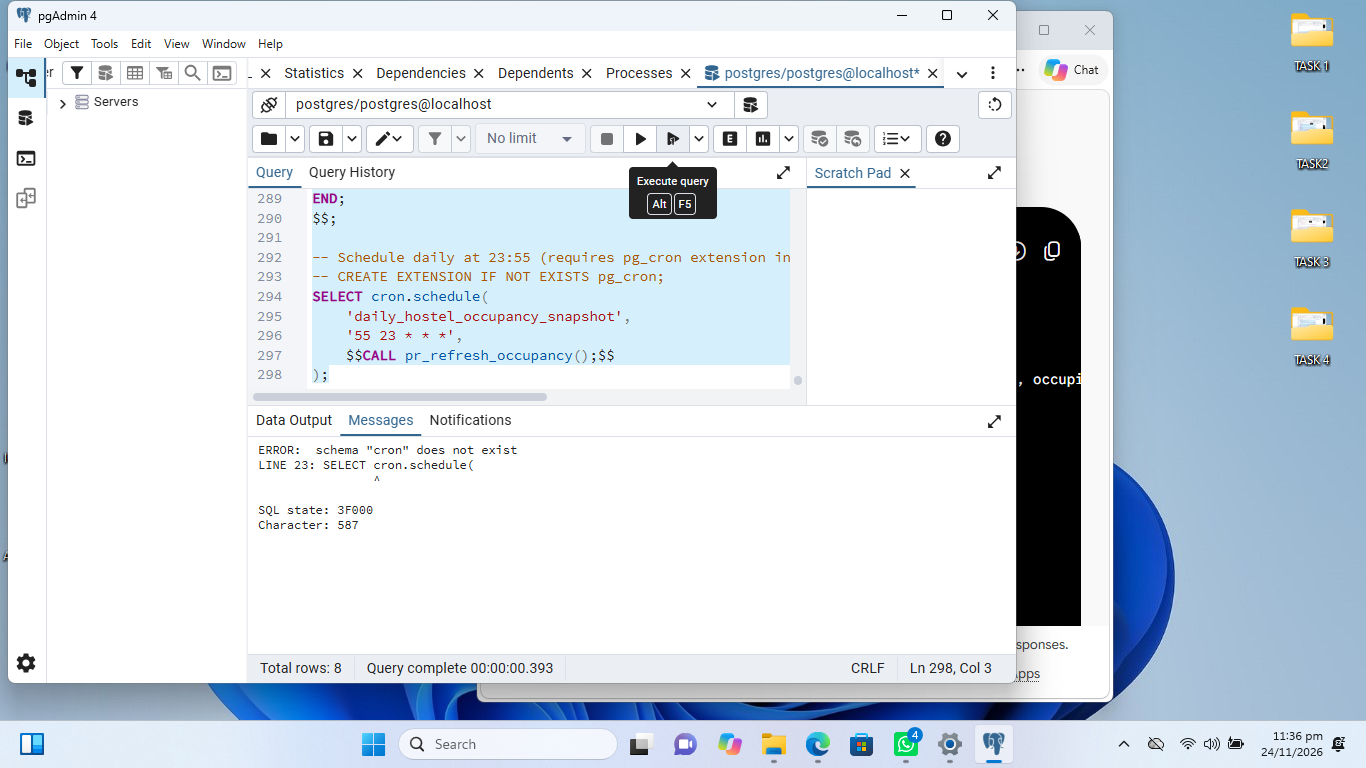 pgAdmin 4
File Object Tools Edit View Window Help
Statistics
Dependencies
Dependents
Processes
postgres/postgres@localhost*
Servers
postgres/postgres@localhost
No limit
Query
Query History
Scratch Pad
Execute query
Alt F5
289 END;
290 $$;
291
292 -- Schedule daily at 23:55 (requires pg_cron extension in
293 -- CREATE EXTENSION IF NOT EXISTS pg_cron;
294 SELECT cron.schedule(
295 'daily_hostel_occupancy_snapshot',
296 '55 23 * * *',
297 $$CALL pr_refresh_occupancy();$$
298 );
Data Output Messages Notifications
ERROR:  schema "cron" does not exist
LINE 23: SELECT cron.schedule(
^
SQL state: 3F000
Character: 587
Total rows: 8
Query complete 00:00:00.393
CRLF
Ln 298, Col 3
Chat
, occupi
sponses.
TASK 1
TASK2
TASK 3
TASK 4
Search
4
11:36 pm
24/11/2026